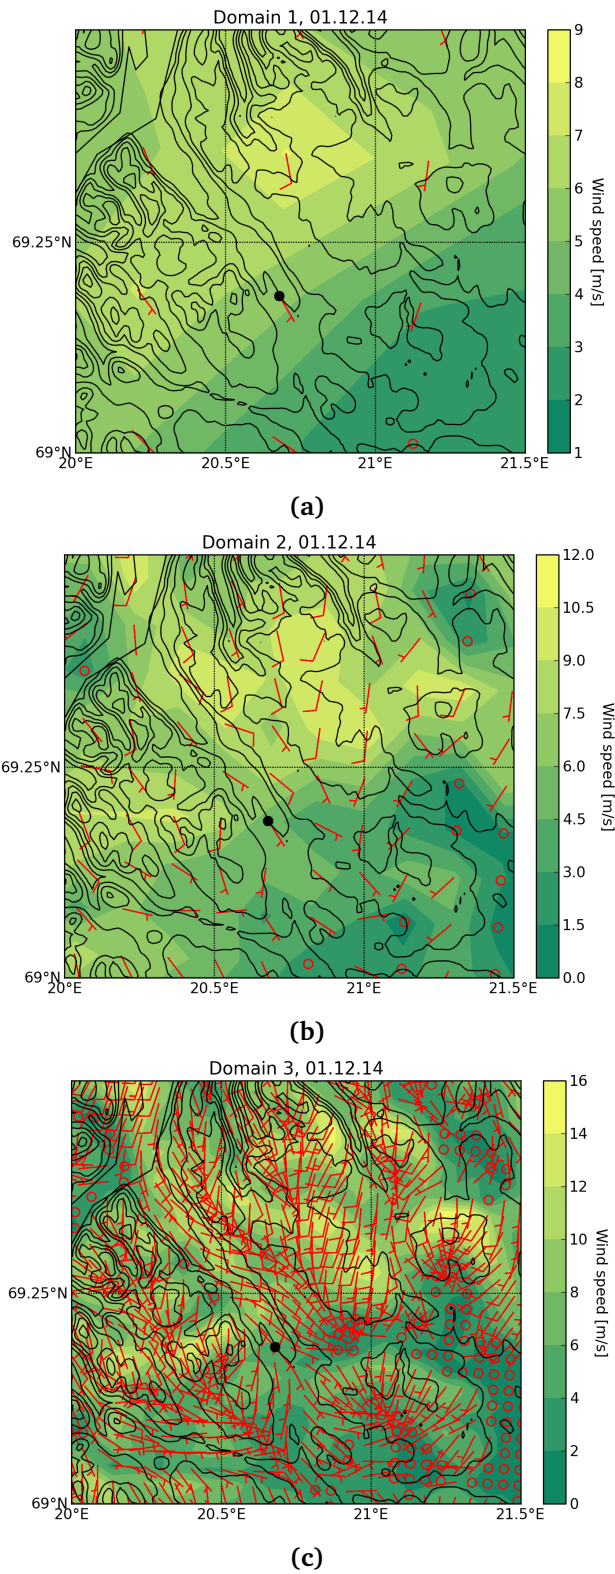 Domain 1, 01.12.14
9
8
7
6
5
4
3
2
1
Wind speed [m/s]
69.25°N
69°N
20°E
20.5°E
21°E
21.5°E
(a)
Domain 2, 01.12.14
12.0
10.5
9.0
7.5
6.0
4.5
3.0
1.5
0.0
Wind speed [m/s]
69.25°N
69°N
20°E
20.5°E
21°E
21.5°E
(b)
Domain 3, 01.12.14
16
14
12
10
8
6
4
2
0
Wind speed [m/s]
69.25°N
69°N
20°E
20.5°E
21°E
21.5°E
(c)